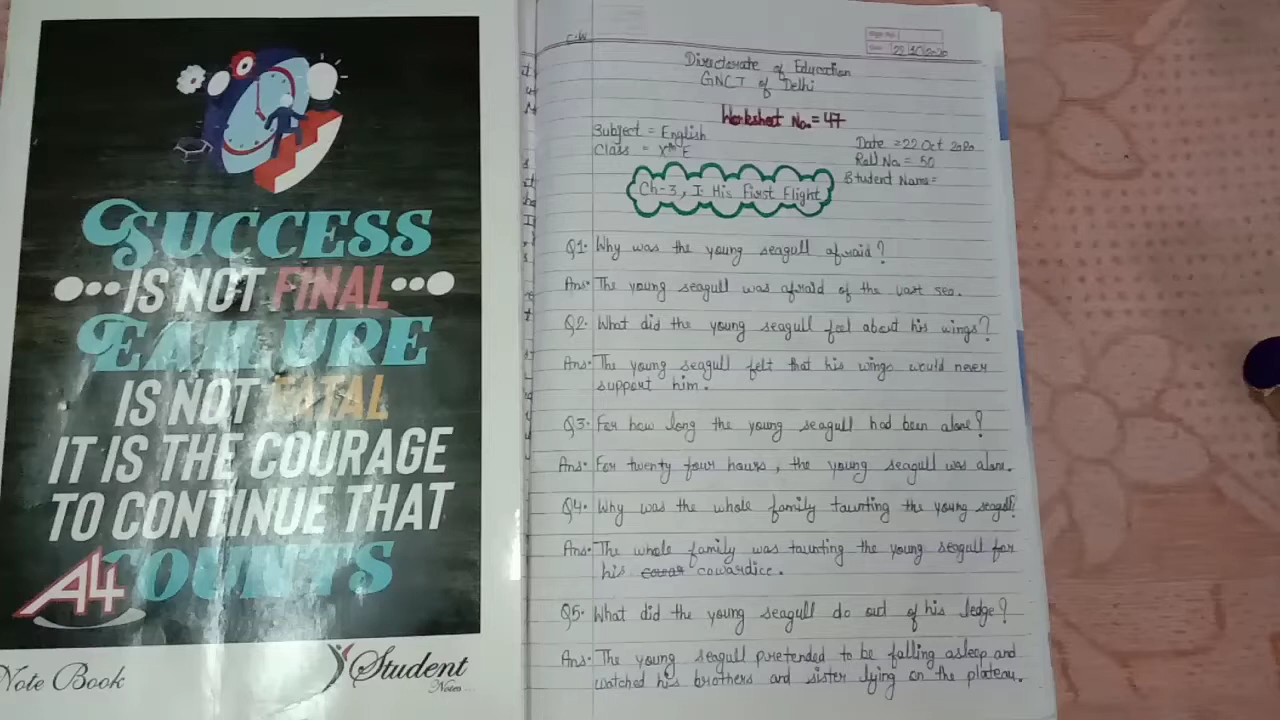 SUCCESS
IS NOT FINAL
FAILURE
IS NOT FATAL
IT IS THE COURAGE
TO CONTINUE THAT
COUNTS
A4
Note Book
Student
Notes...
C.W
Date 22/10/2020
Directorate of Education
GNCT of Delhi
Worksheet No. = 47
Subject = English
Class = Xth E
Date = 22 Oct 2020
Roll No. = 50
Student Name =
Ch-3, I. His First Flight
Q1. Why was the young seagull afraid?
Ans. The young seagull was afraid of the vast sea.
Q2. What did the young seagull feel about his wings?
Ans. The young seagull felt that his wings would never
support him.
Q3. For how long the young seagull had been alone?
Ans. For twenty four hours, the young seagull was alone.
Q4. Why was the whole family taunting the young seagull?
Ans. The whole family was taunting the young seagull for
his cowardice.
Q5. What did the young seagull do out of his ledge?
Ans. The young seagull pretended to be falling asleep and
watched his brothers and sister lying on the plateau.